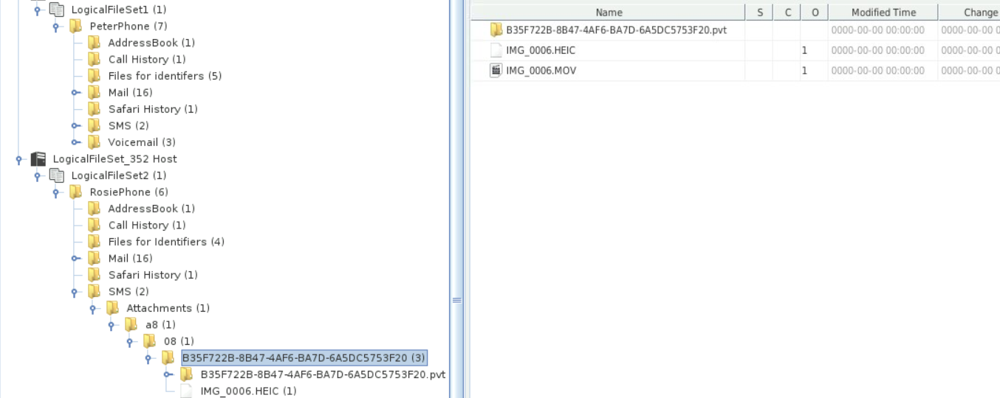 LogicalFileSet1 (1)
PeterPhone (7)
AddressBook (1)
Call History (1)
Files for identifers (5)
Mail (16)
Safari History (1)
SMS (2)
Voicemail (3)
LogicalFileSet_352 Host
LogicalFileSet2 (1)
RosiePhone (6)
AddressBook (1)
Call History (1)
Files for Identifiers (4)
Mail (16)
Safari History (1)
SMS (2)
Attachments (1)
a8 (1)
08 (1)
B35F722B-8B47-4AF6-BA7D-6A5DC5753F20 (3)
B35F722B-8B47-4AF6-BA7D-6A5DC5753F20.pvt
IMG_0006.HEIC (1)
Name S C O Modified Time Change
B35F722B-8B47-4AF6-BA7D-6A5DC5753F20.pvt 0000-00-00 00:00:00 0000-00-00 0
IMG_0006.HEIC 1 0000-00-00 00:00:00 0000-00-00 0
IMG_0006.MOV 1 0000-00-00 00:00:00 0000-00-00 0